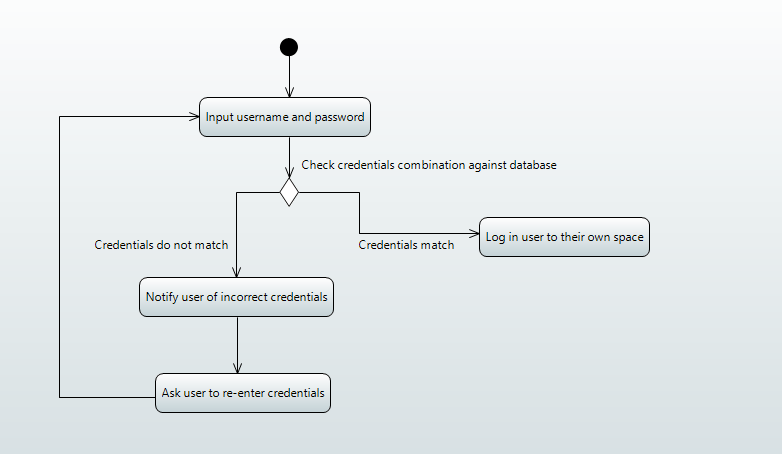 Input username and password
Check credentials combination against database
Credentials do not match
Credentials match
Log in user to their own space
Notify user of incorrect credentials
Ask user to re-enter credentials